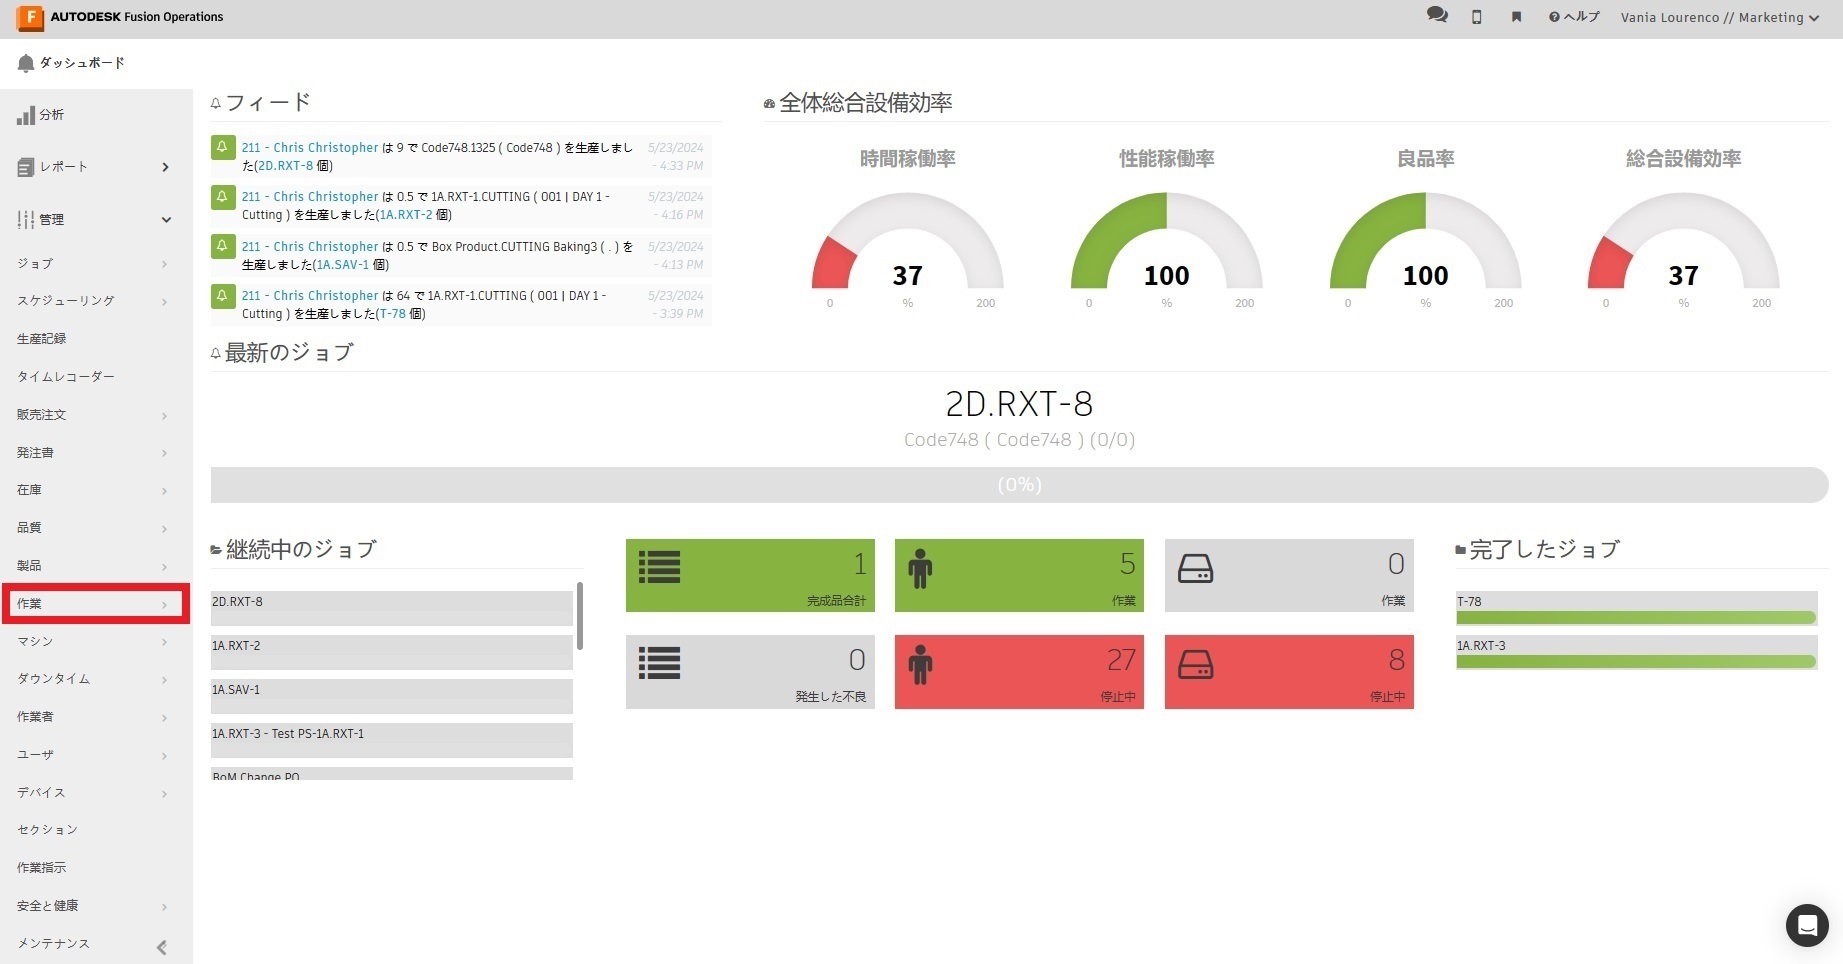 AUTODESK Fusion Operations
ヘルプ
Vania Lourenco // Marketing
ダッシュボード
分析
レポート
管理
ジョブ
スケジューリング
生産記録
タイムレコーダー
販売注文
発注書
在庫
品質
製品
作業
マシン
ダウンタイム
作業者
ユーザ
デバイス
セクション
作業指示
安全と健康
メンテナンス
フィード
211 - Chris Christopher は 9 で Code748.1325 ( Code748 ) を生産しまし
た(2D.RXT-8 個)
5/23/2024
- 4:33 PM
211 - Chris Christopher は 0.5 で 1A.RXT-1.CUTTING ( 001 | DAY 1 -
Cutting ) を生産しました(1A.RXT-2 個)
5/23/2024
- 4:16 PM
211 - Chris Christopher は 0.5 で Box Product.CUTTING Baking3 ( . ) を
生産しました(1A.SAV-1 個)
5/23/2024
- 4:13 PM
211 - Chris Christopher は 64 で 1A.RXT-1.CUTTING ( 001 | DAY 1 -
Cutting ) を生産しました(T-78 個)
5/23/2024
- 3:39 PM
全体総合設備効率
時間稼働率
37
0 % 200
性能稼働率
100
0 % 200
良品率
100
0 % 200
総合設備効率
37
0 % 200
最新のジョブ
2D.RXT-8
Code748 ( Code748 ) (0/0)
(0%)
継続中のジョブ
2D.RXT-8
1A.RXT-2
1A.SAV-1
1A.RXT-3 - Test PS-1A.RXT-1
BoM Change PO
1
完成品合計
5
作業
0
作業
0
発生した不良
27
停止中
8
停止中
完了したジョブ
T-78
1A.RXT-3